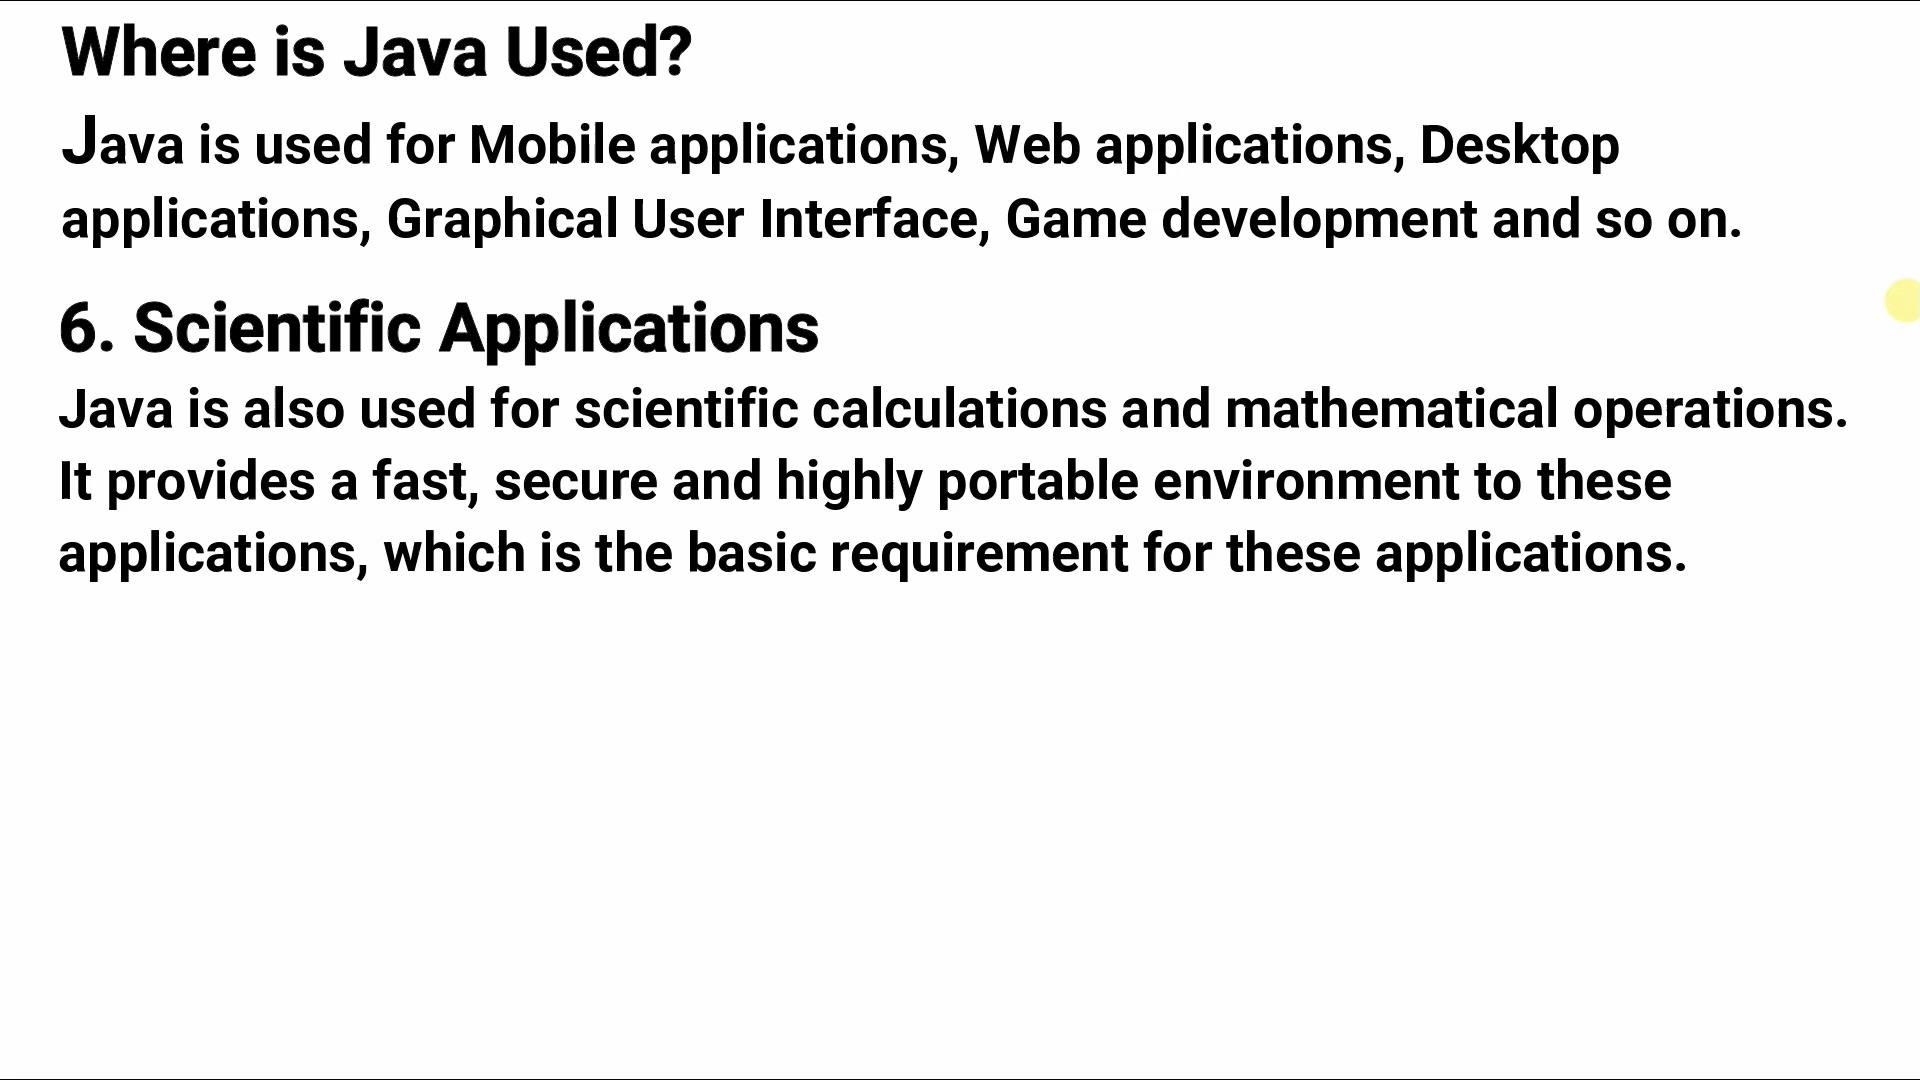 Where is Java Used?
Java is used for Mobile applications, Web applications, Desktop
applications, Graphical User Interface, Game development and so on.
6. Scientific Applications
Java is also used for scientific calculations and mathematical operations.
It provides a fast, secure and highly portable environment to these
applications, which is the basic requirement for these applications.